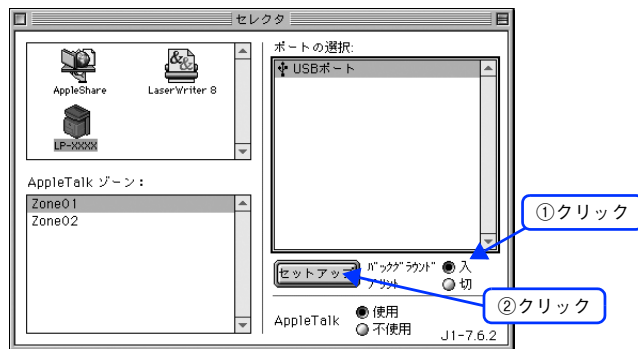 セレクタ
AppleShare
LaserWriter 8
LP-XXXX
AppleTalk ゾーン：
Zone01
Zone02
ポートの選択:
USBポート
①クリック
セットアップ
バックグラウンド
プリント
入
切
②クリック
AppleTalk
使用
不使用
J1-7.6.2